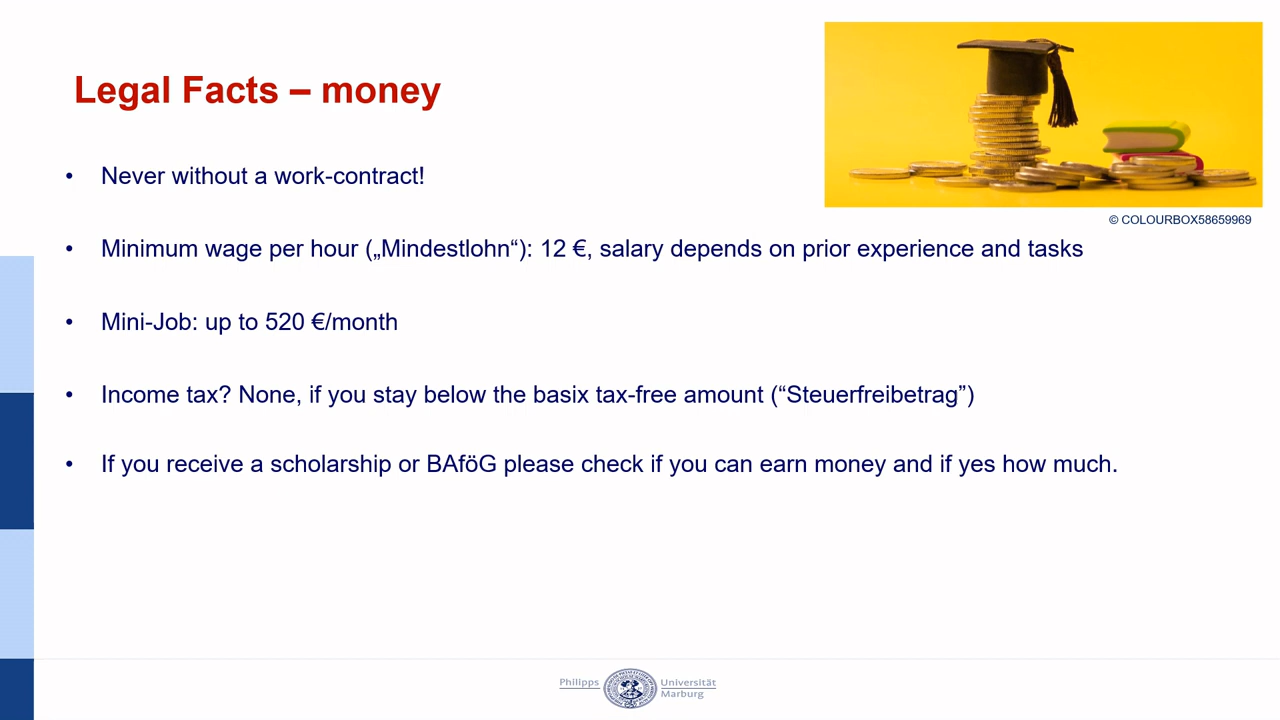 Legal Facts – money
© COLOURBOX58659969
• Never without a work-contract!
• Minimum wage per hour („Mindestlohn“): 12 €, salary depends on prior experience and tasks
• Mini-Job: up to 520 €/month
• Income tax? None, if you stay below the basix tax-free amount (“Steuerfreibetrag”)
• If you receive a scholarship or BAföG please check if you can earn money and if yes how much.
Philipps Universität
Marburg